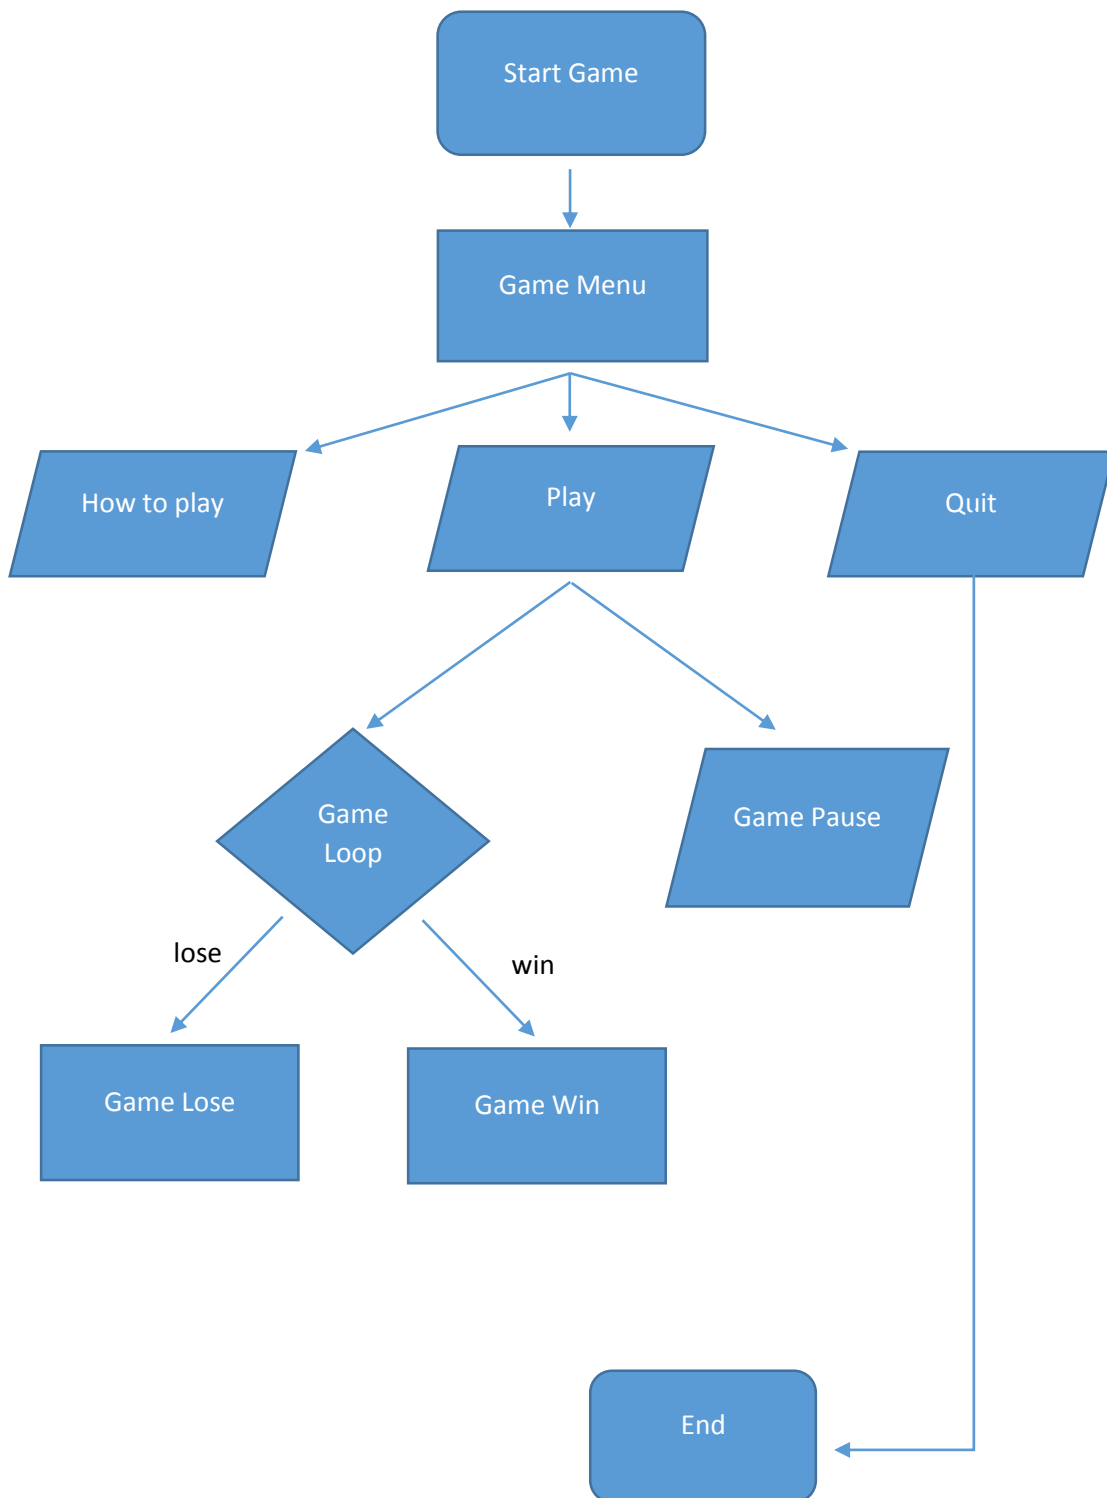 Start Game
Game Menu
How to play
Play
Quit
Game
Loop
Game Pause
lose
win
Game Lose
Game Win
End